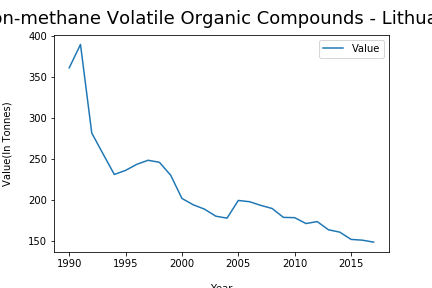 on-methane Volatile Organic Compounds - Lithua
Value
400
350
300
250
200
150
Value(In Tonnes)
1990 1995 2000 2005 2010 2015
Year